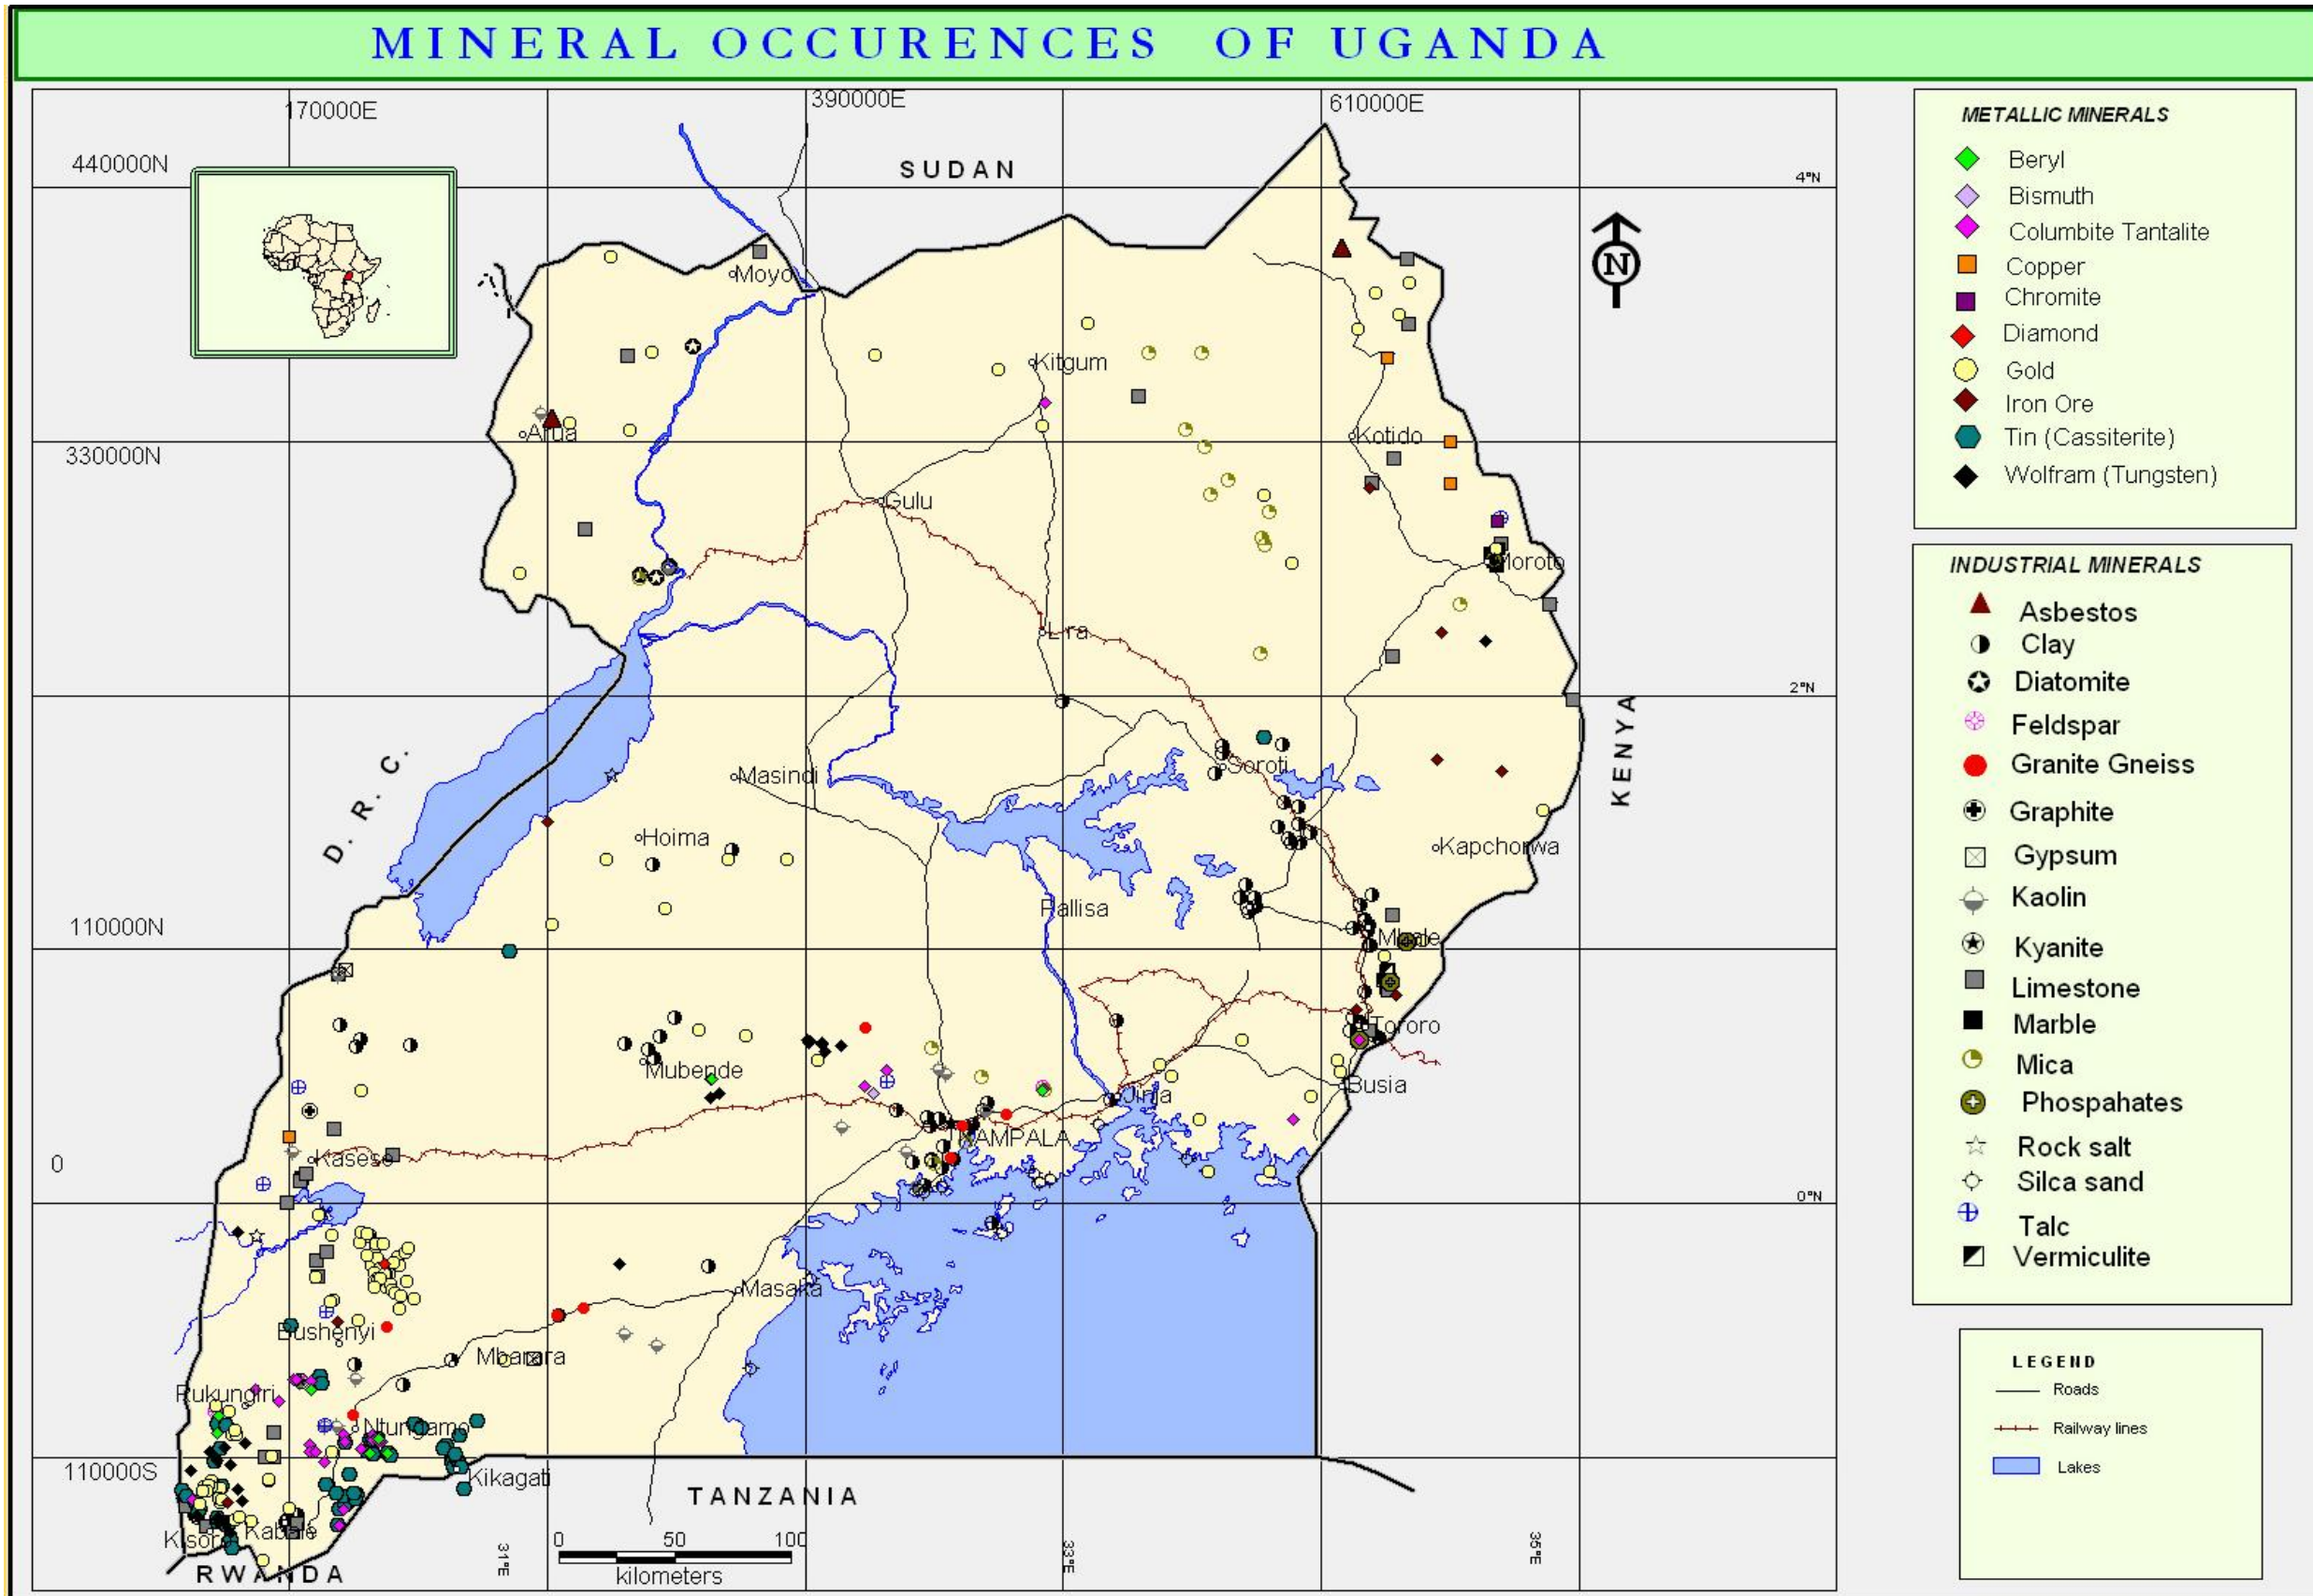 MINERAL OCCURENCES OF UGANDA
170000E
390000E
610000E
440000N
SUDAN
4°N
N
Moyo
Kitgum
Arua
330000N
Kotido
Gulu
Moroto
Lira
2°N
KENYA
D. R. C.
Masindi
Soroti
Hoima
Kapchorwa
Pallisa
110000N
Mbale
Tororo
Mubende
Busia
Jinja
KAMPALA
0
Kasese
0°N
Masaka
Bushenyi
Mbarara
Rukungiri
Ntungamo
110000S
Kikagati
TANZANIA
Kisoro
Kabale
RWANDA
31°E
0 50 100
kilometers
33°E
35°E
METALLIC MINERALS
Beryl
Bismuth
Columbite Tantalite
Copper
Chromite
Diamond
Gold
Iron Ore
Tin (Cassiterite)
Wolfram (Tungsten)
INDUSTRIAL MINERALS
Asbestos
Clay
Diatomite
Feldspar
Granite Gneiss
Graphite
Gypsum
Kaolin
Kyanite
Limestone
Marble
Mica
Phospahates
Rock salt
Silca sand
Talc
Vermiculite
LEGEND
Roads
Railway lines
Lakes